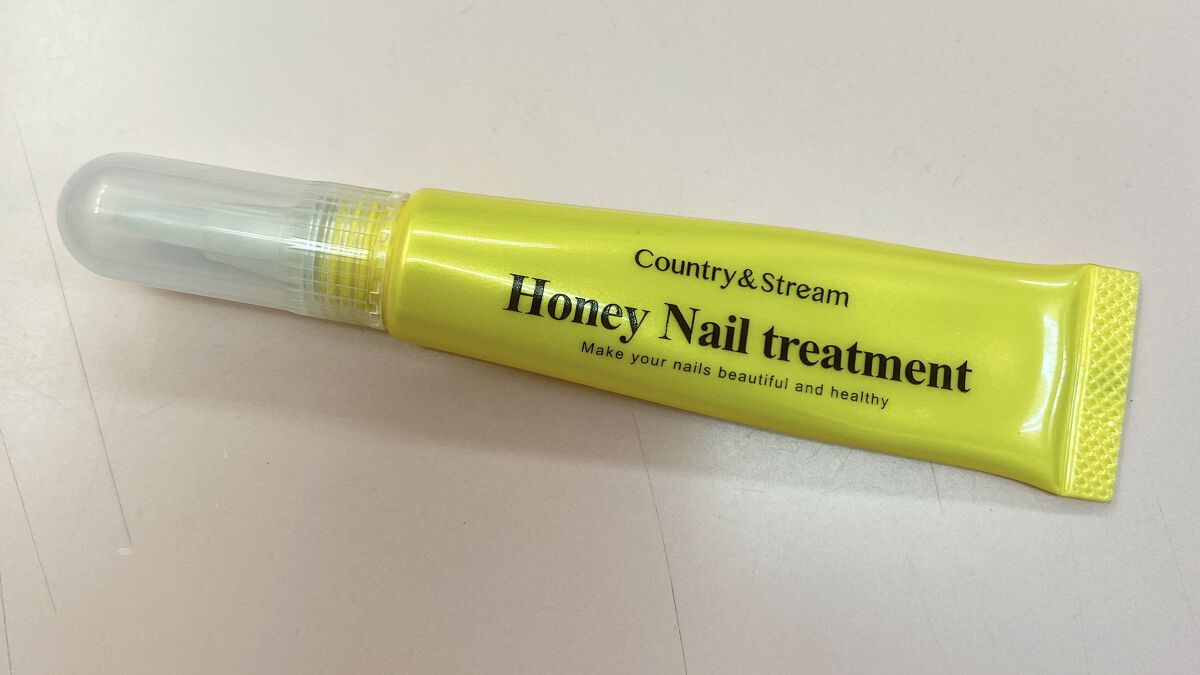 Country&Stream
Honey Nail treatment
Make your nails beautiful and healthy